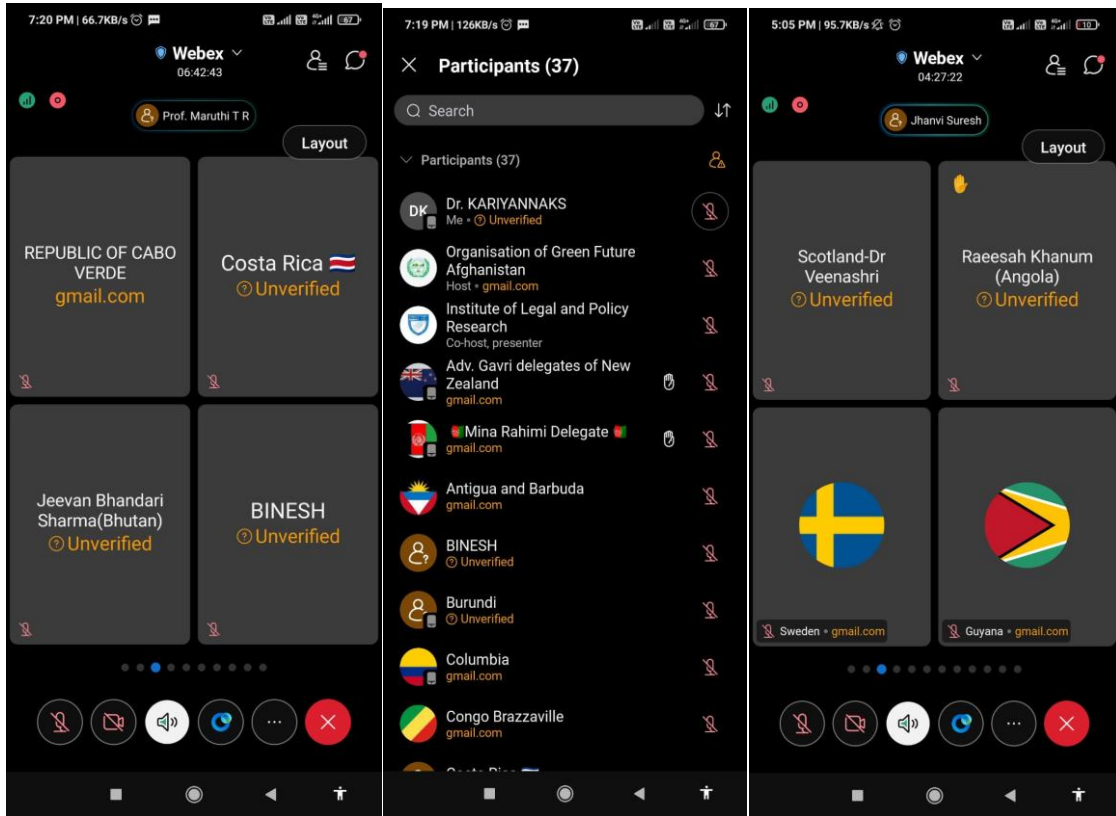 7:20 PM | 66.7KB/s
67
Webex
06:42:43
Prof. Maruthi T R
Layout
REPUBLIC OF CABO
VERDE
gmail.com
Costa Rica
Unverified
Jeevan Bhandari
Sharma(Bhutan)
Unverified
BINESH
Unverified
7:19 PM | 126KB/s
67
Participants (37)
Search
Participants (37)
DK
Dr. KARIYANNAKS
Me • Unverified
Organisation of Green Future
Afghanistan
Host • gmail.com
Institute of Legal and Policy
Research
Co-host, presenter
Adv. Gavri delegates of New
Zealand
gmail.com
Mina Rahimi Delegate
gmail.com
Antigua and Barbuda
gmail.com
BINESH
Unverified
Burundi
Unverified
Columbia
gmail.com
Congo Brazzaville
gmail.com
5:05 PM | 95.7KB/s
10
Webex
04:27:22
Jhanvi Suresh
Layout
Scotland-Dr
Veenashri
Unverified
Raeesah Khanum
(Angola)
Unverified
Sweden • gmail.com
Guyana • gmail.com